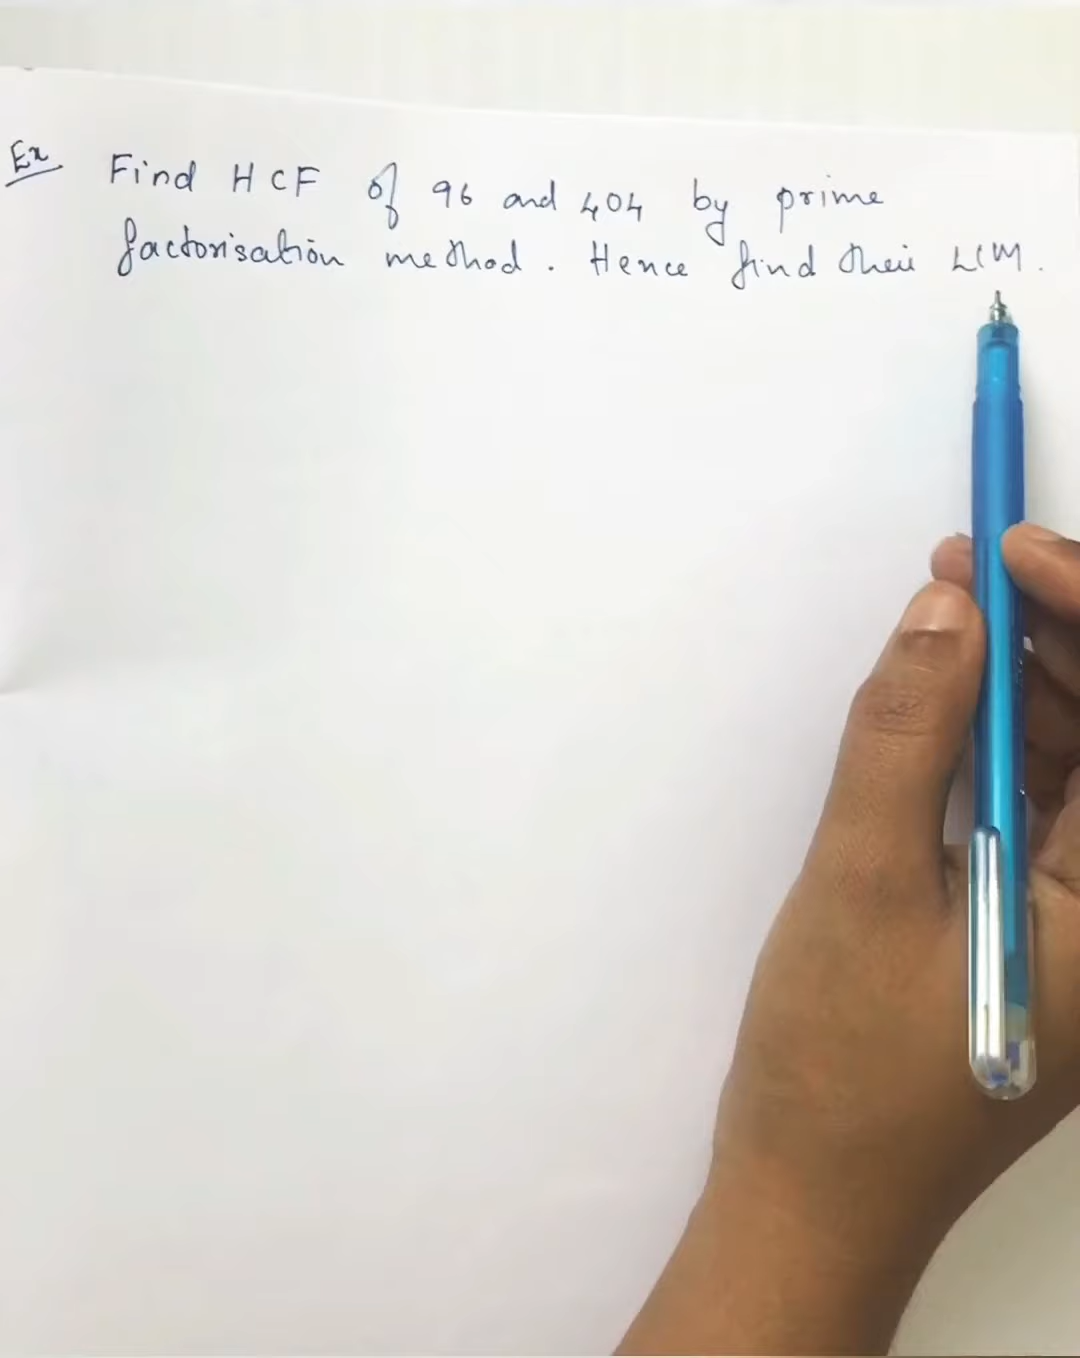 Ex Find HCF of 96 and 404 by prime
factorisation method. Hence find their LCM.